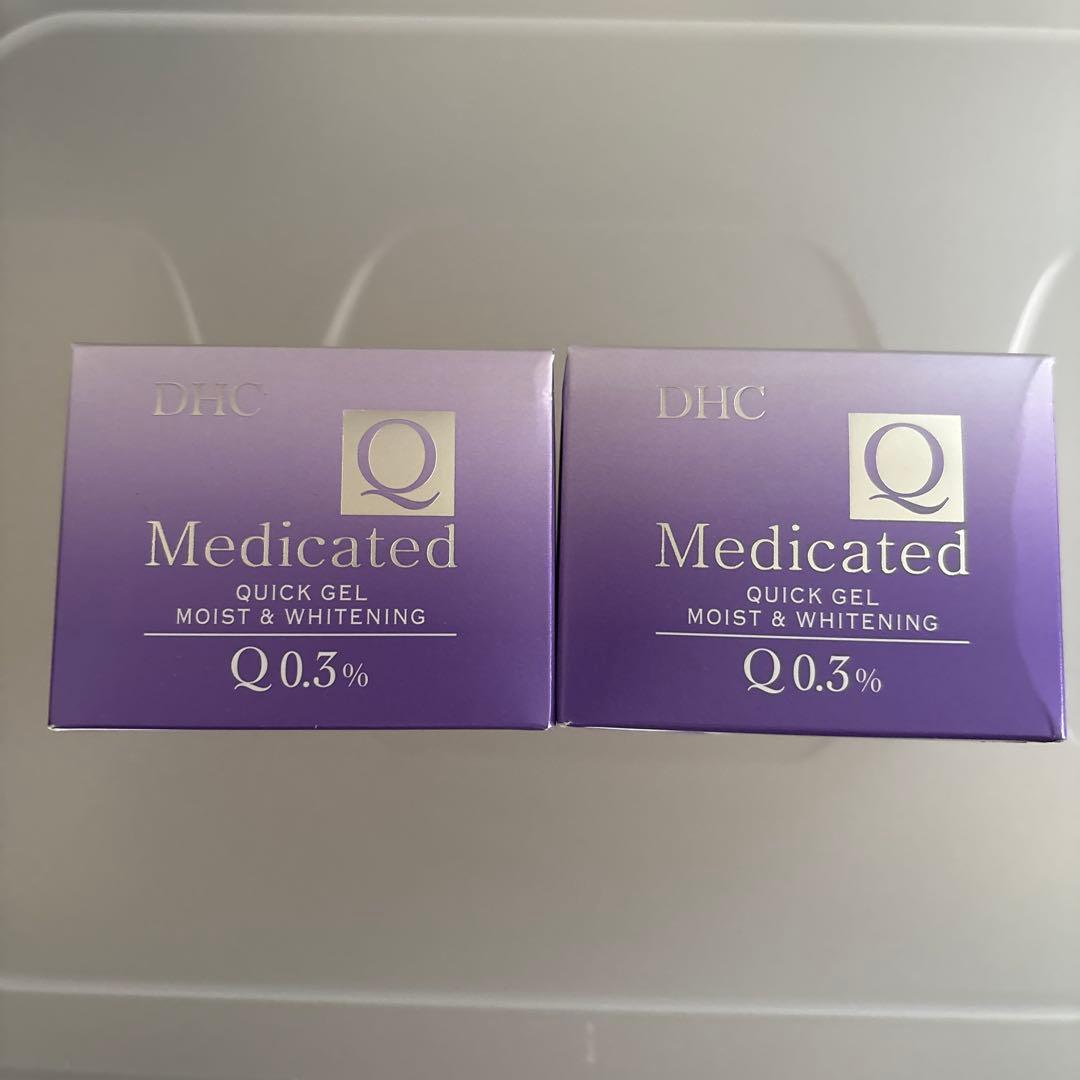 DHC
Q
Medicated
QUICK GEL
MOIST & WHITENING
Q 0.3%
DHC
Q
Medicated
QUICK GEL
MOIST & WHITENING
Q 0.3%